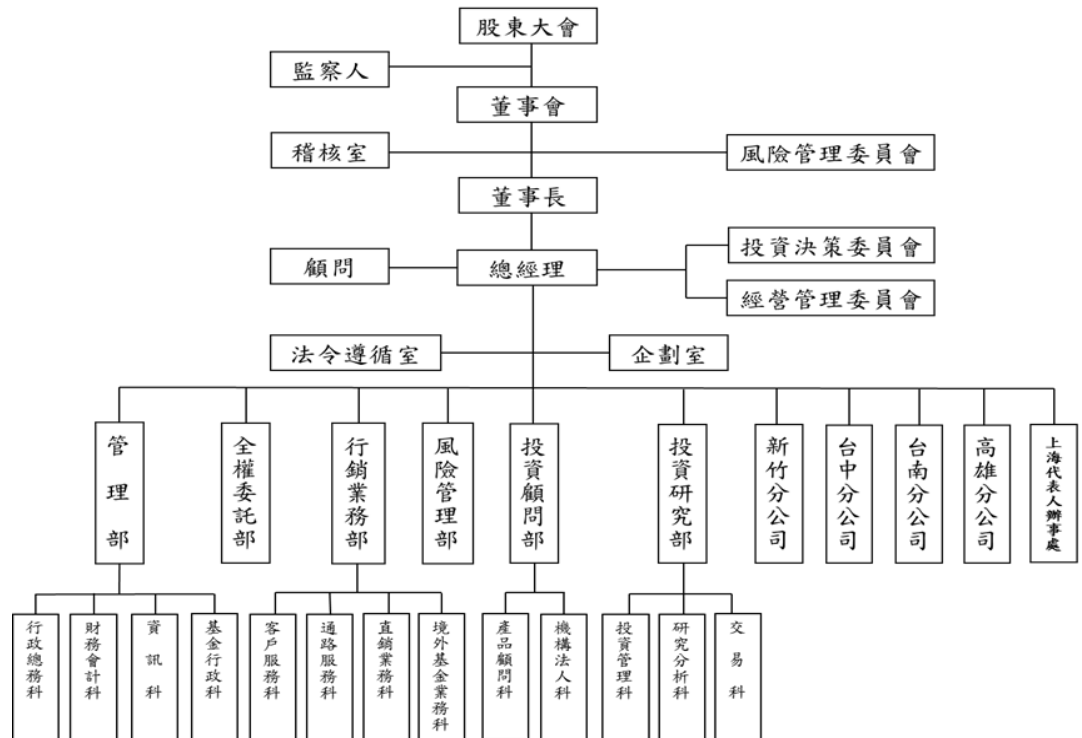 股東大會
監察人
董事會
稽核室
風險管理委員會
董事長
投資決策委員會
顧問
總經理
經營管理委員會
法令遵循室
企劃室
管理部
全權委託部
行銷業務部
風險管理部
投資顧問部
投資研究部
新竹分公司
台中分公司
台南分公司
高雄分公司
上海代表人辦事處
行政總務科
財務會計科
資訊科
基金行政科
客戶服務科
通路服務科
直銷業務科
境外基金業務科
產品顧問科
機構法人科
投資管理科
研究分析科
交易科